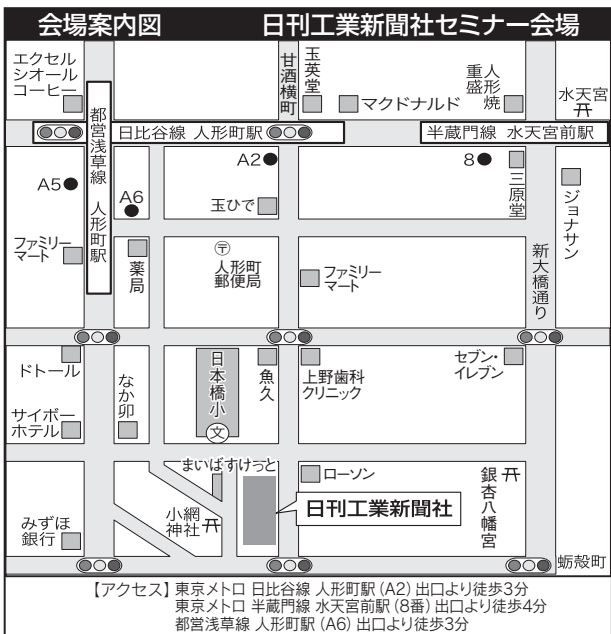 会場案内図 日刊工業新聞社セミナー会場
エクセル
シオール
コーヒー
甘酒横町
玉英堂
マクドナルド
重盛
人形焼
水天宮
都営浅草線 人形町駅
日比谷線 人形町駅
半蔵門線 水天宮前駅
A5
A6
A2
8
三原堂
ジョナサン
玉ひで
ファミリー
マート
薬局
〒
人形町
郵便局
ファミリー
マート
新大橋通り
ドトール
なか卯
日本橋小
文
魚久
上野歯科
クリニック
セブン・
イレブン
サイボー
ホテル
まいばすけっと
ローソン
銀杏八幡宮
日刊工業新聞社
小網
神社
みずほ
銀行
蛎殻町
【アクセス】東京メトロ 日比谷線 人形町駅(A2)出口より徒歩3分
東京メトロ 半蔵門線 水天宮前駅(8番)出口より徒歩4分
都営浅草線 人形町駅(A6)出口より徒歩3分